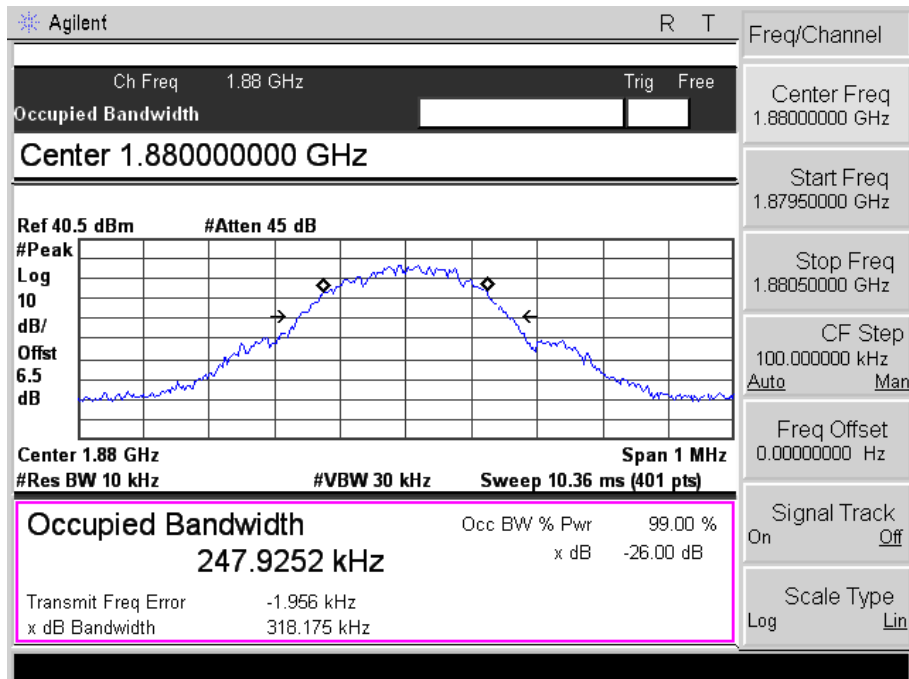 Agilent R T
Ch Freq 1.88 GHz Trig Free
Occupied Bandwidth
Center 1.880000000 GHz
Ref 40.5 dBm #Atten 45 dB
#Peak
Log
10
dB/
Offst
6.5
dB
Center 1.88 GHz Span 1 MHz
#Res BW 10 kHz #VBW 30 kHz Sweep 10.36 ms (401 pts)
Occupied Bandwidth Occ BW % Pwr 99.00 %
247.9252 kHz x dB -26.00 dB
Transmit Freq Error -1.956 kHz
x dB Bandwidth 318.175 kHz
Freq/Channel
Center Freq
1.88000000 GHz
Start Freq
1.87950000 GHz
Stop Freq
1.88050000 GHz
CF Step
100.000000 kHz
Auto Man
Freq Offset
0.00000000 Hz
Signal Track
On Off
Scale Type
Log Lin